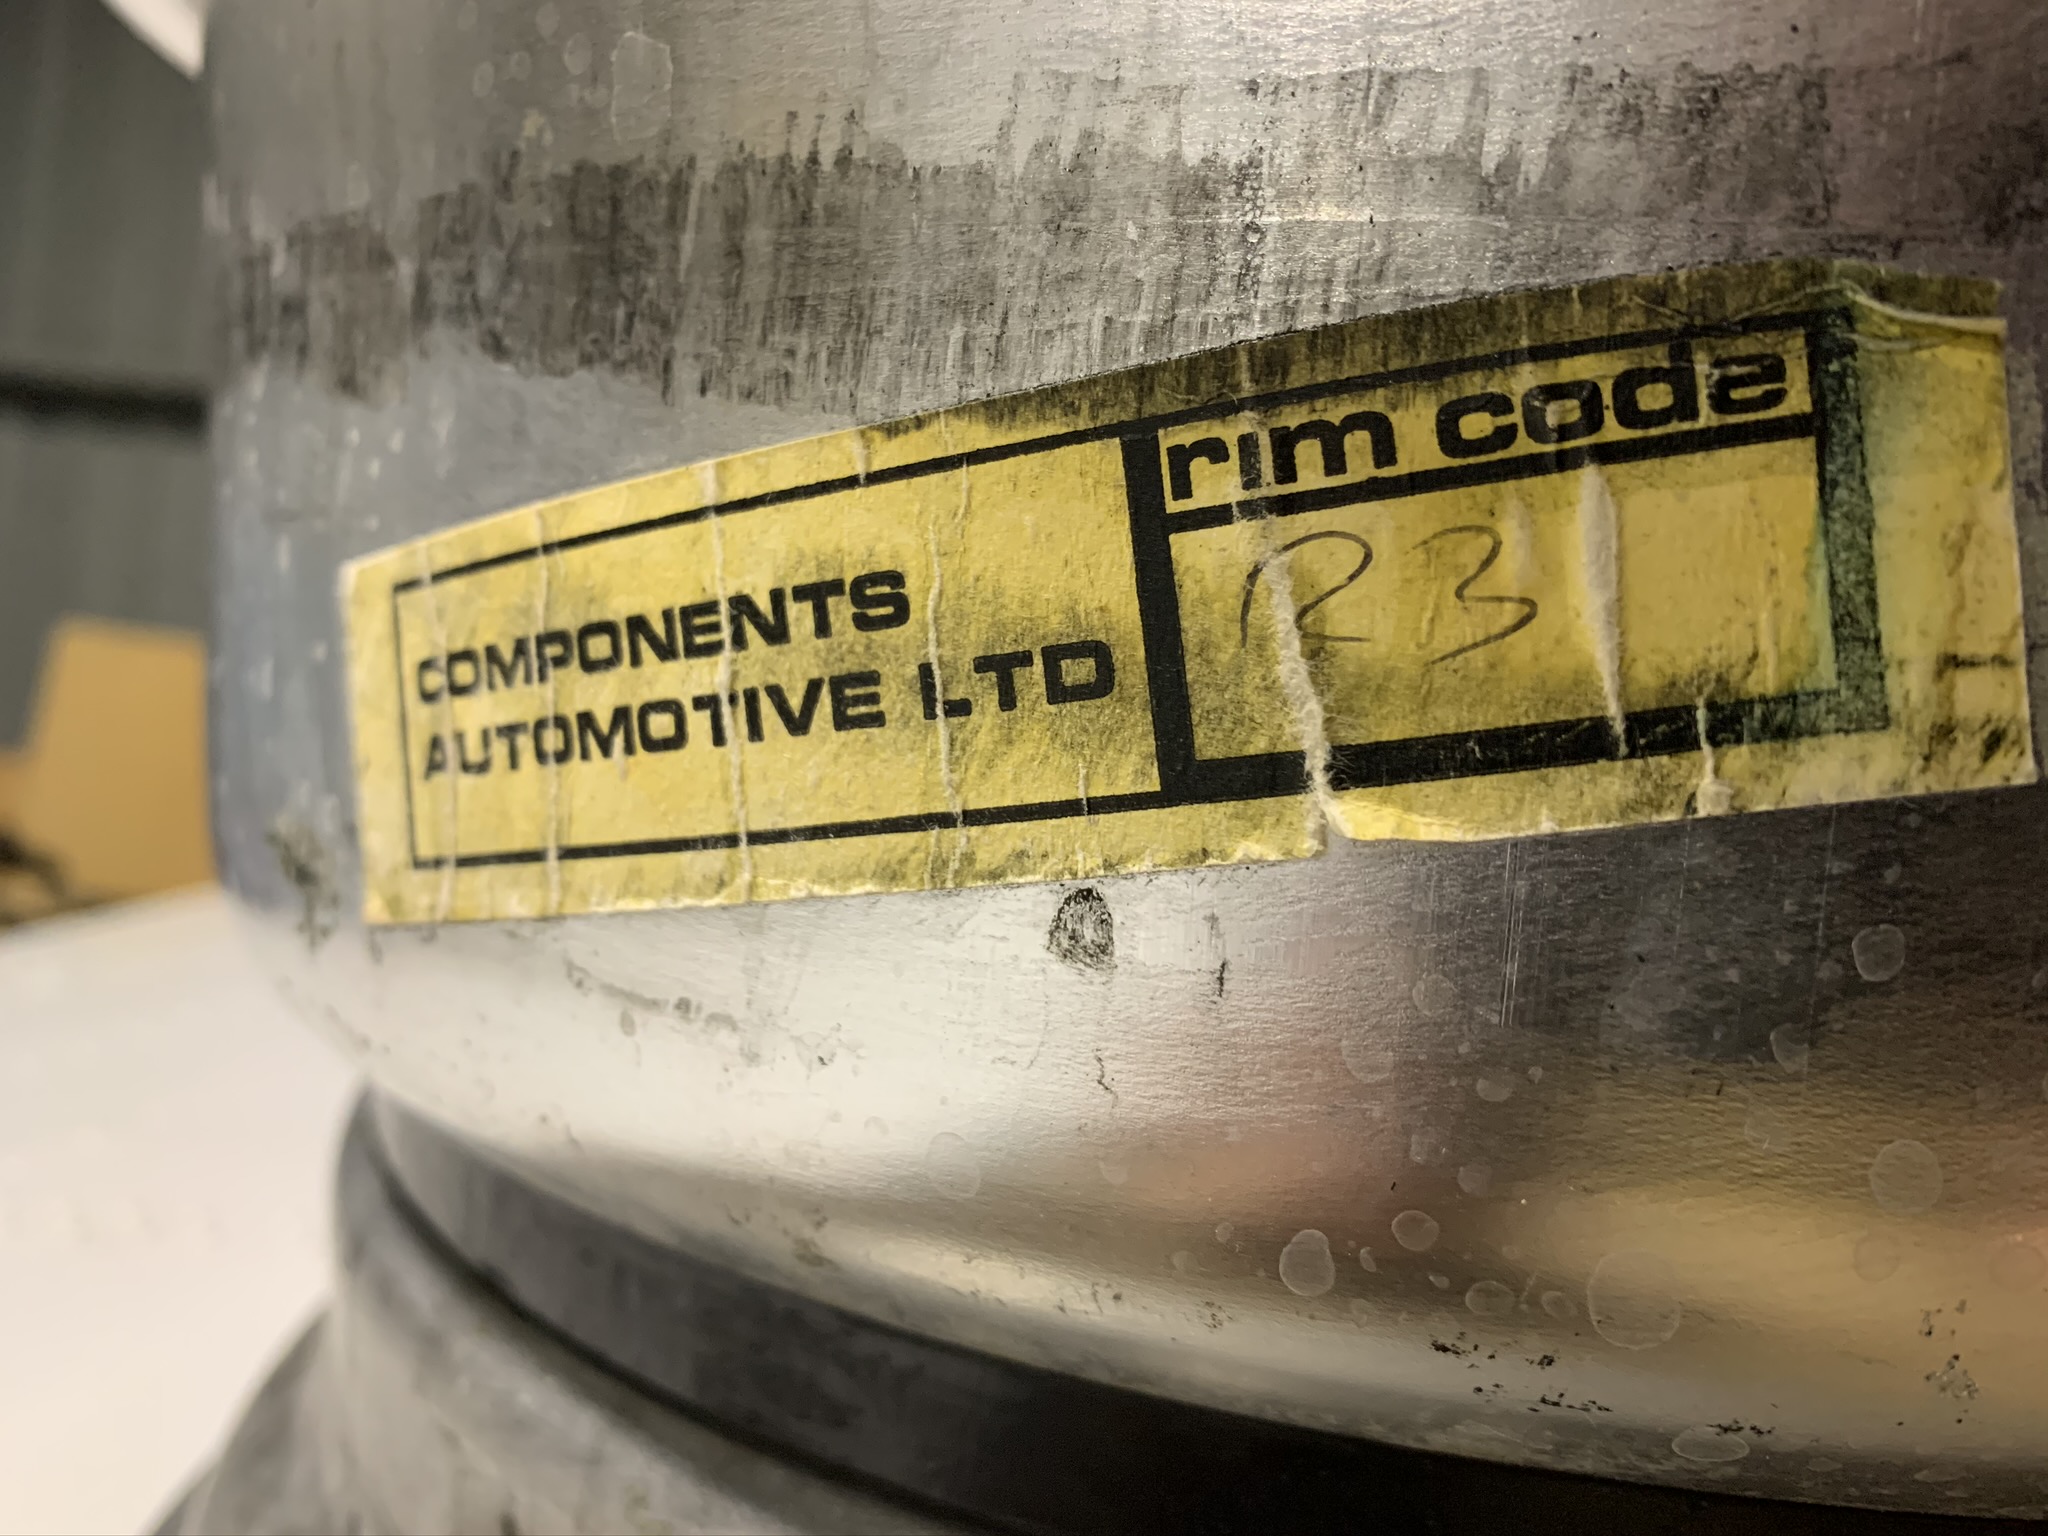 COMPONENTS
AUTOMOTIVE LTD
rim code
R3